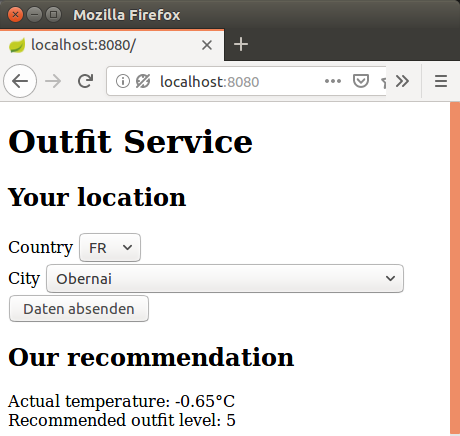 Mozilla Firefox
localhost:8080/
localhost:8080
Outfit Service
Your location
Country FR
City Obernai
Daten absenden
Our recommendation
Actual temperature: -0.65°C
Recommended outfit level: 5